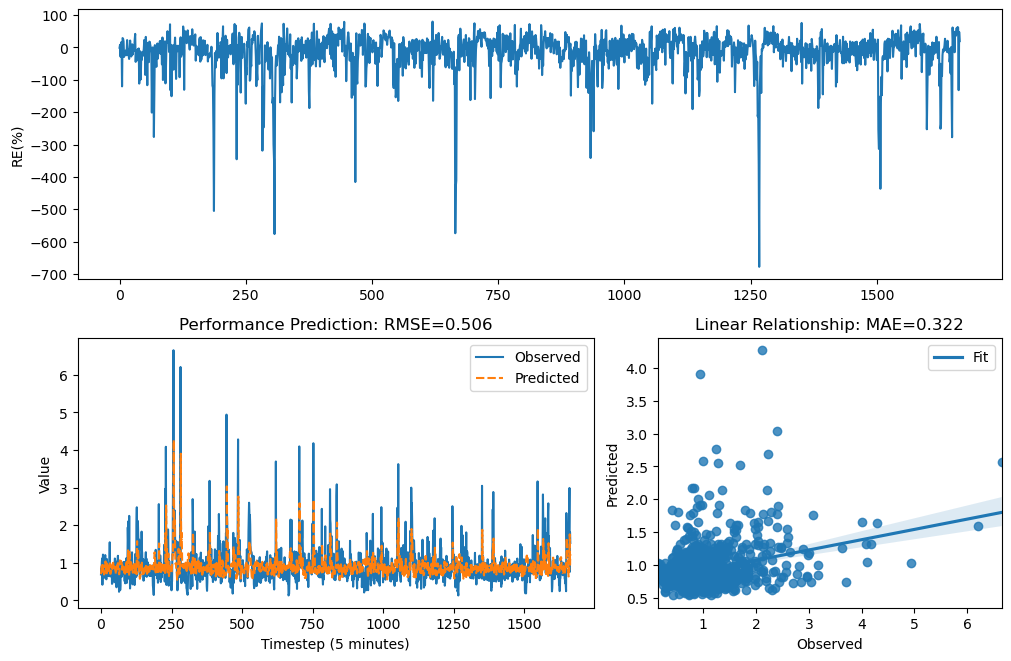 100
0
−100
−200
−300
−400
−500
−600
−700
RE(%)
0 250 500 750 1000 1250 1500
Performance Prediction: RMSE=0.506
Observed
Predicted
6
5
4
3
2
1
0
Value
0 250 500 750 1000 1250 1500
Timestep (5 minutes)
Linear Relationship: MAE=0.322
Fit
4.0
3.5
3.0
2.5
2.0
1.5
1.0
0.5
Predicted
1 2 3 4 5 6
Observed